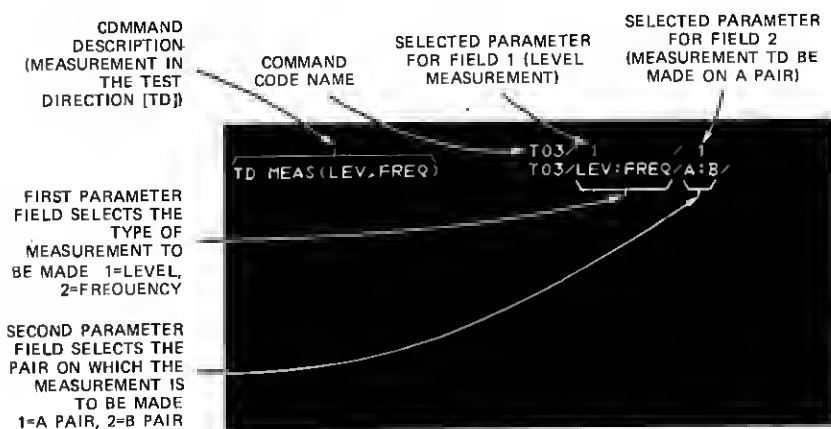 COMMAND
DESCRIPTION
(MEASUREMENT IN
THE TEST
DIRECTION [TD])
COMMAND
CODE NAME
SELECTED PARAMETER
FOR FIELD 1 (LEVEL
MEASUREMENT)
SELECTED PARAMETER
FOR FIELD 2
(MEASUREMENT TD BE
MADE ON A PAIR)
T03/ 1 / 1
TD MEAS(LEV,FREQ) T03/LEV:FREQ/A:B/
FIRST PARAMETER
FIELD SELECTS THE
TYPE OF
MEASUREMENT TO
BE MADE 1=LEVEL,
2=FREQUENCY
SECOND PARAMETER
FIELD SELECTS THE
PAIR ON WHICH THE
MEASUREMENT IS
TO BE MADE
1=A PAIR, 2=B PAIR